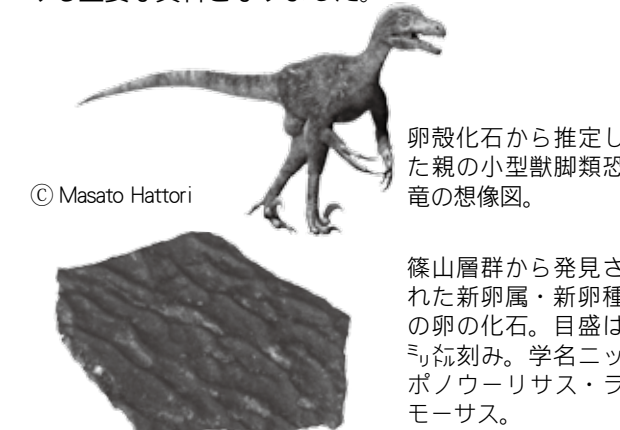 する重要な資料となりました。
Ⓒ Masato Hattori
卵殻化石から推定し
た親の小型獣脚類恐
竜の想像図。
篠山層群から発見さ
れた新卵属・新卵種
の卵の化石。目盛は
㍉㍍刻み。学名ニッ
ポノウーリサス・ラ
モーサス。